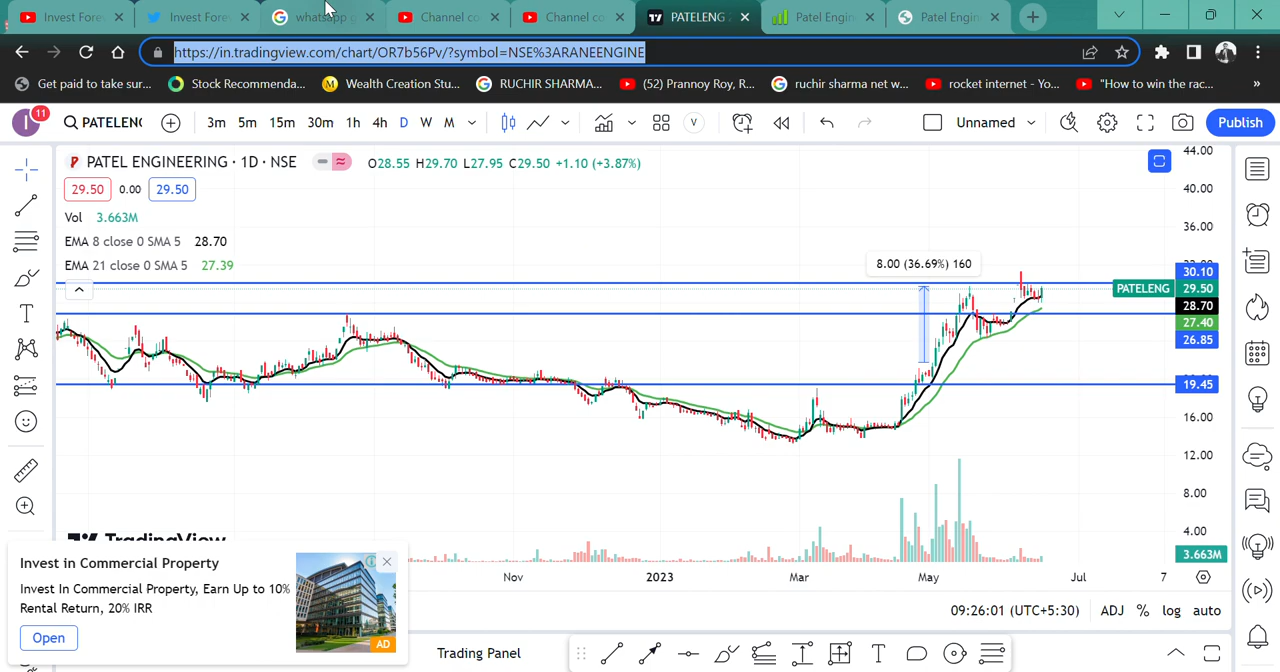 Invest Fore
Invest Fore
whatsapp g
Channel co
Channel co
PATELENG
Patel Engin
Patel Engin
https://in.tradingview.com/chart/OR7b56Pv/?symbol=NSE%3ARANEENGINE
Get paid to take sur...
Stock Recommenda...
Wealth Creation Stu...
RUCHIR SHARMA...
(52) Prannoy Roy, R...
ruchir sharma net w...
rocket internet - Yo...
"How to win the rac...
»
I
11
PATELENG
3m 5m 15m 30m 1h 4h D W M
V
Unnamed
Publish
PATEL ENGINEERING · 1D · NSE
O28.55 H29.70 L27.95 C29.50 +1.10 (+3.87%)
29.50 0.00 29.50
Vol 3.663M
EMA 8 close 0 SMA 5 28.70
EMA 21 close 0 SMA 5 27.39
8.00 (36.69%) 160
44.00
40.00
36.00
30.10
PATELENG 29.50
28.70
27.40
26.85
19.45
16.00
12.00
8.00
4.00
3.663M
TradingView
Nov 2023 Mar May Jul 7
Invest in Commercial Property
Invest In Commercial Property, Earn Up to 10%
Rental Return, 20% IRR
Open
AD
09:26:01 (UTC+5:30) ADJ % log auto
Trading Panel